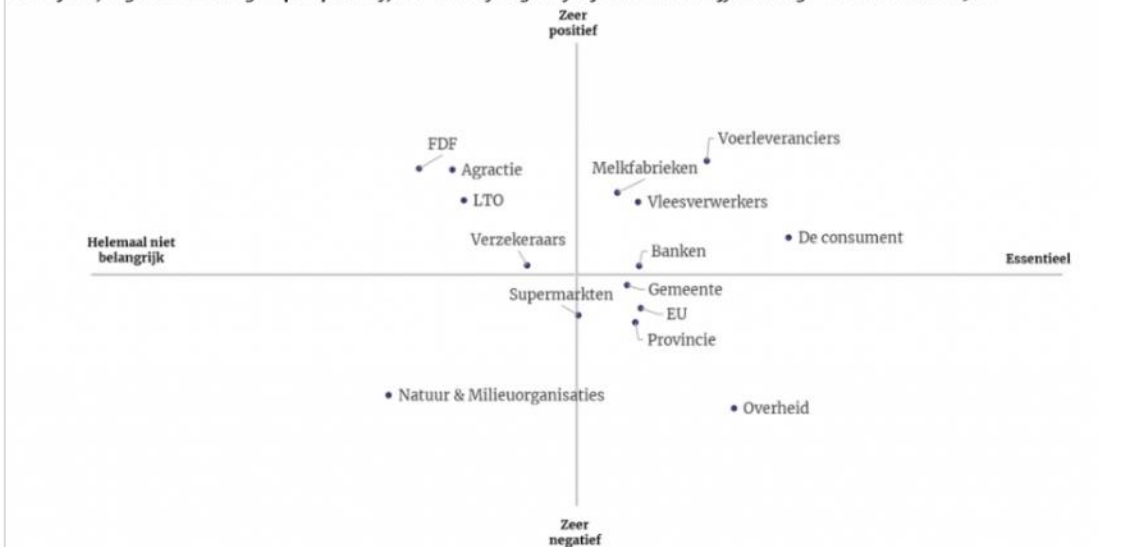 Zeer
positief
Voerleveranciers
FDF
Melkfabrieken
Agractie
LTO
Vleesverwerkers
De consument
Verzekeraars
Helemaal niet
belangrijk
Banken
Essentieel
Gemeente
Supermarkten
EU
Provincie
Natuur & Milieuorganisaties
Overheid
Zeer
negatief